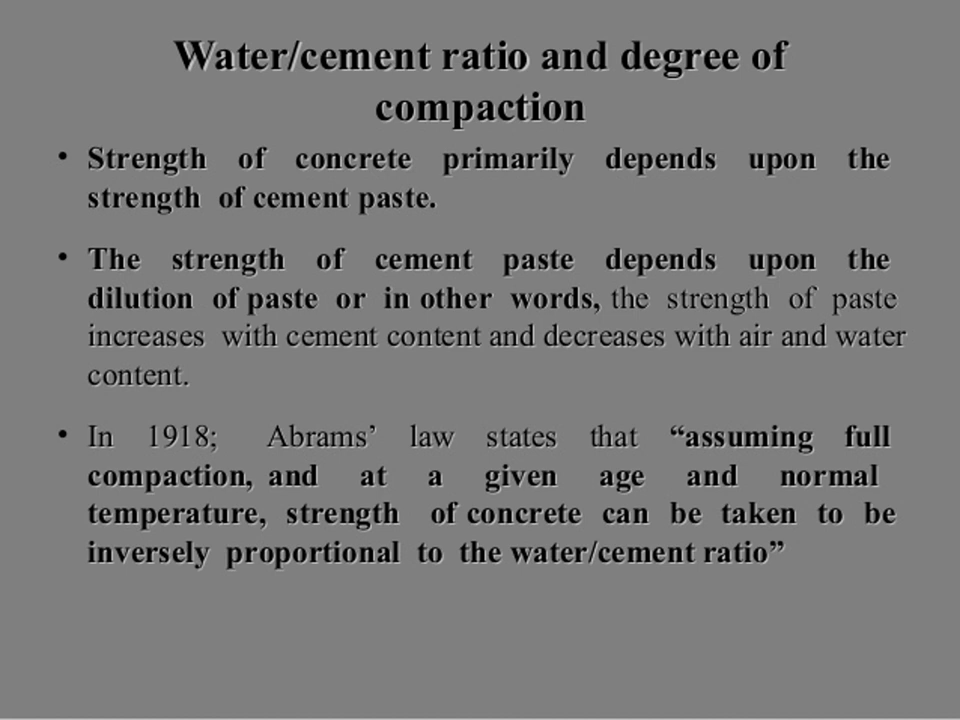 Water/cement ratio and degree of
compaction
• Strength of concrete primarily depends upon the
strength of cement paste.
• The strength of cement paste depends upon the
dilution of paste or in other words, the strength of paste
increases with cement content and decreases with air and water
content.
• In 1918; Abrams’ law states that “assuming full
compaction, and at a given age and normal
temperature, strength of concrete can be taken to be
inversely proportional to the water/cement ratio”